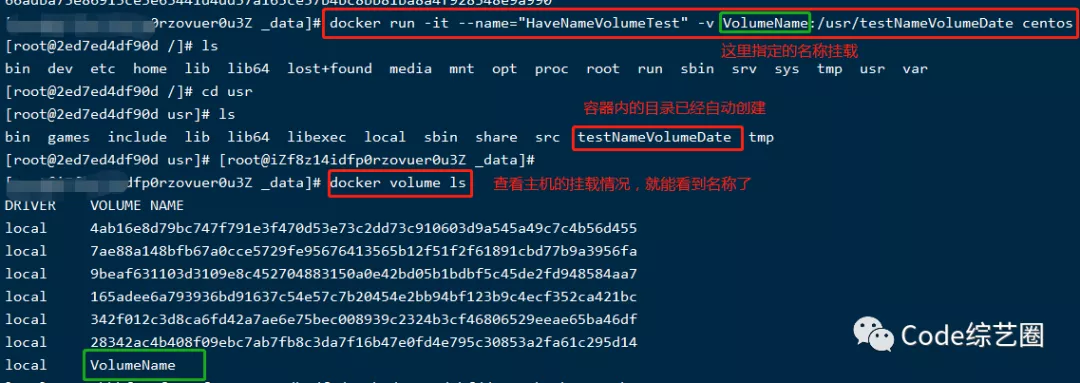 _data]# docker run -it --name="HaveNameVolumeTest" -v VolumeName:/usr/testNameVolumeDate centos
[root@2ed7ed4df90d /]# ls
这里指定的名称挂载
bin dev etc home lib lib64 lost+found media mnt opt proc root run sbin srv sys tmp usr var
[root@2ed7ed4df90d /]# cd usr
[root@2ed7ed4df90d usr]# ls
容器内的目录已经自动创建
bin games include lib lib64 libexec local sbin share src testNameVolumeDate tmp
[root@2ed7ed4df90d usr]# [root@iZf8z14idfp0rzovuer0u3Z _data]#
dfp0rzovuer0u3Z _data]# docker volume ls 查看主机的挂载情况，就能看到名称了
DRIVER VOLUME NAME
local 4ab16e8d79bc747f791e3f470d53e73c2dd73c910603d9a545a49c7c4b56d455
local 7ae88a148bfb67a0cce5729fe95676413565b12f51f2f61891cbd77b9a3956fa
local 9beaf631103d3109e8c452704883150a0e42bd05b1bdbf5c45de2fd948584aa7
local 165adee6a793936bd91637c54e57c7b20454e2bb94bf123b9c4ecf352ca421bc
local 342f012c3d8ca6fd42a7ae6e75bec008939c2324b3cf46806529eeae65ba46df
local 28342ac4b408f09ebc7ab7fb8c3da7f16b47e0fd4e795c30853a2fa61c295d14
Code综艺圈
local VolumeName